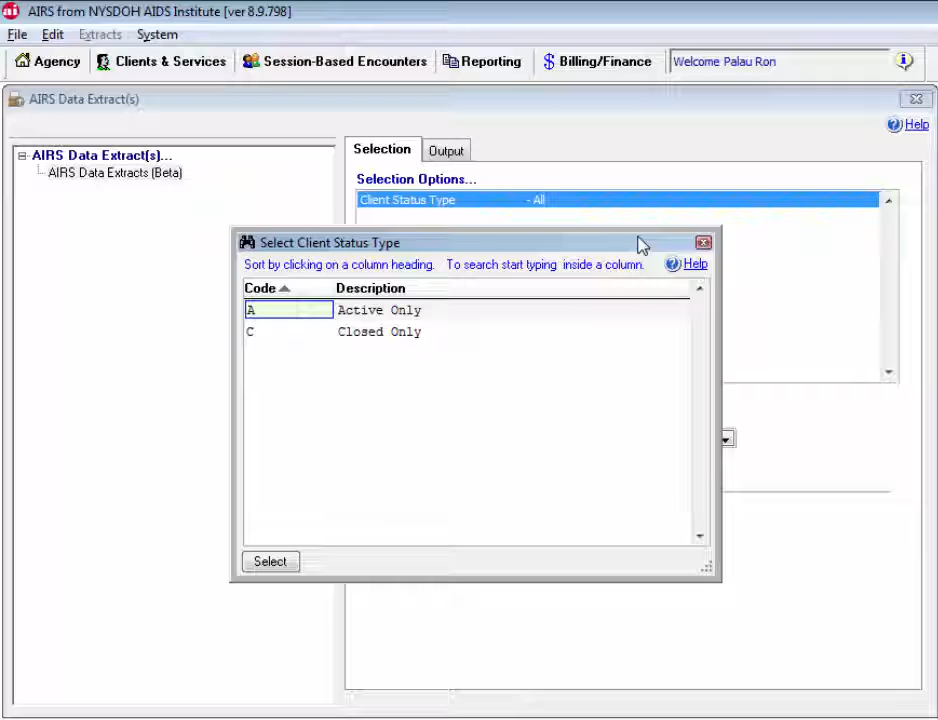 ai AIRS from NYSDOH AIDS Institute [ver 8.9.798]
File Edit Extracts System
Agency Clients & Services Session-Based Encounters Reporting $ Billing/Finance Welcome Palau Ron
AIRS Data Extract(s)
Help
AIRS Data Extract(s)...
AIRS Data Extracts (Beta)
Selection Output
Selection Options...
Client Status Type - All
Select Client Status Type
Sort by clicking on a column heading. To search start typing inside a column. Help
Code Description
A Active Only
C Closed Only
Select